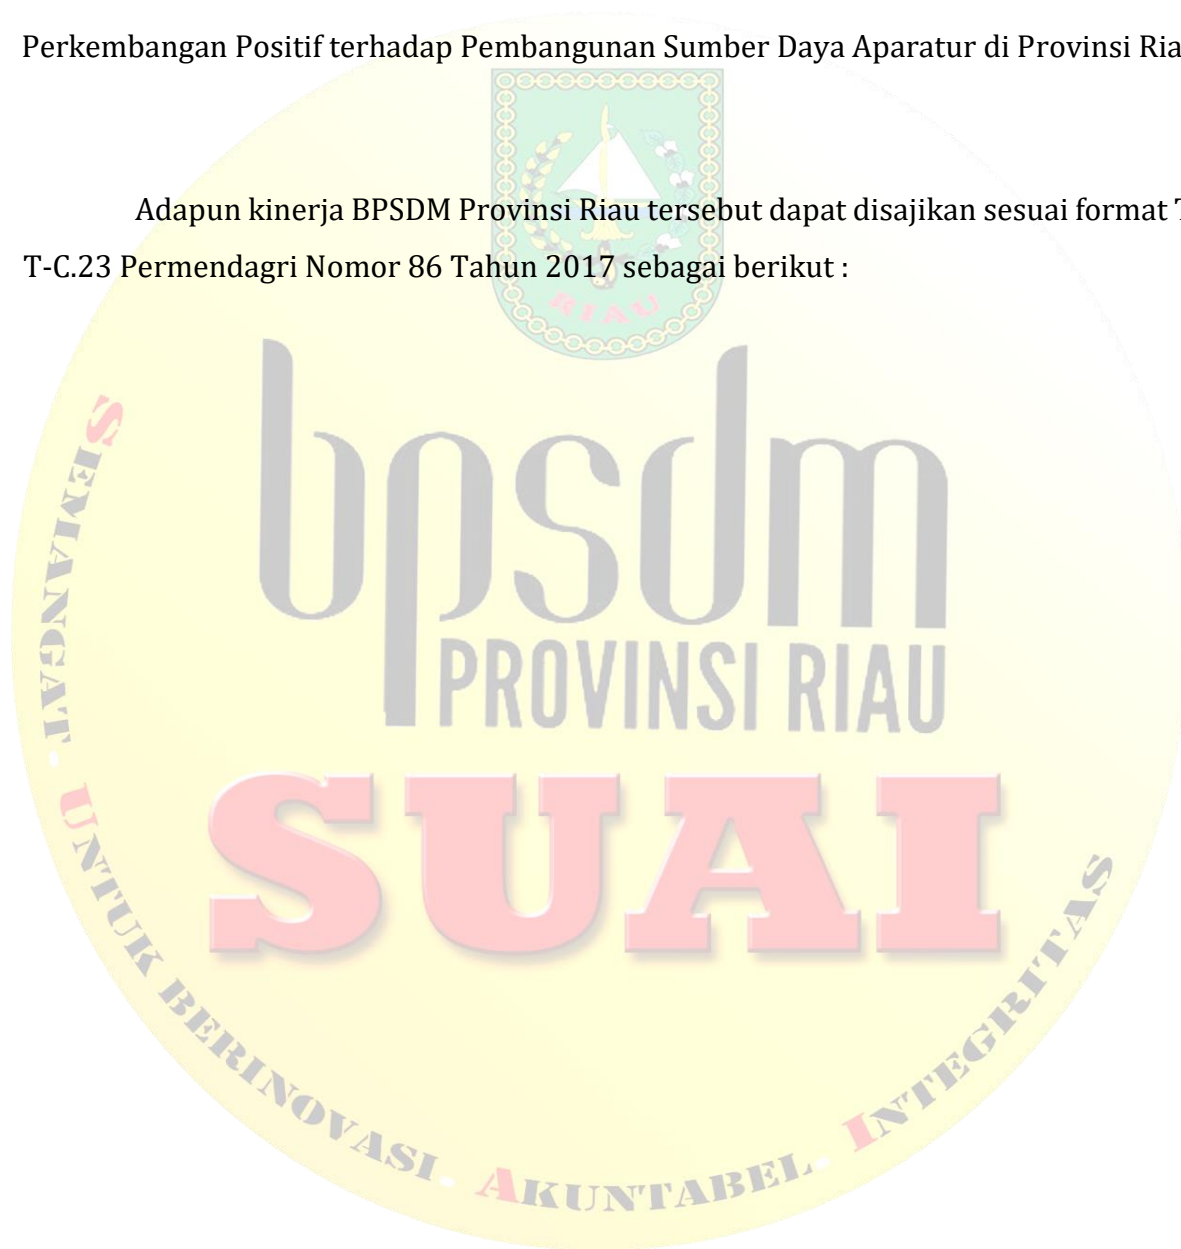 Perkembangan Positif terhadap Pembangunan Sumber Daya Aparatur di Provinsi
Adapun kinerja BPSDM Provinsi Riau tersebut dapat disajikan sesuai format
T-C.23 Permendagri Nomor 86 Tahun 2017 sebagai berikut :
RIAU
bpsdm
PROVINSI RIAU
SUAI
SEMANGAT. UNTUK BERINOVASI. AKUNTABEL. INTEGRITAS